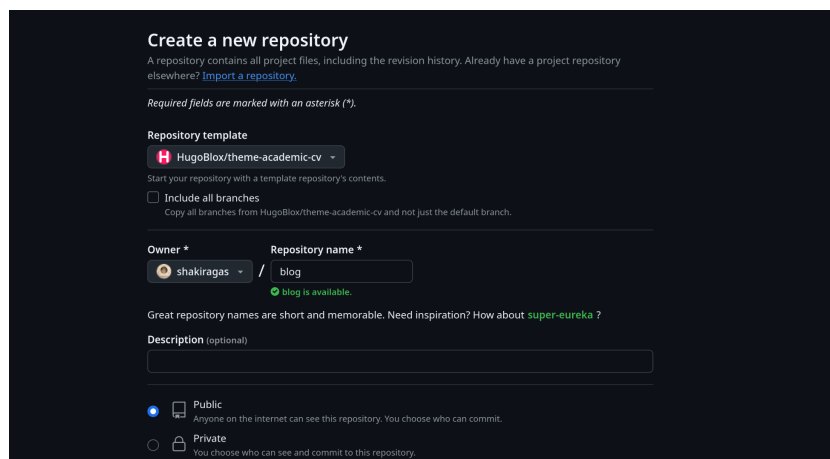 Create a new repository
A repository contains all project files, including the revision history. Already have a project repository
elsewhere? Import a repository.
Required fields are marked with an asterisk (*).
Repository template
HugoBlox/theme-academic-cv
Start your repository with a template repository's contents.
Include all branches
Copy all branches from HugoBlox/theme-academic-cv and not just the default branch.
Owner * Repository name *
shakiragas / blog
blog is available.
Great repository names are short and memorable. Need inspiration? How about super-eureka ?
Description (optional)
Public
Anyone on the internet can see this repository. You choose who can commit.
Private
You choose who can see and commit to this repository.